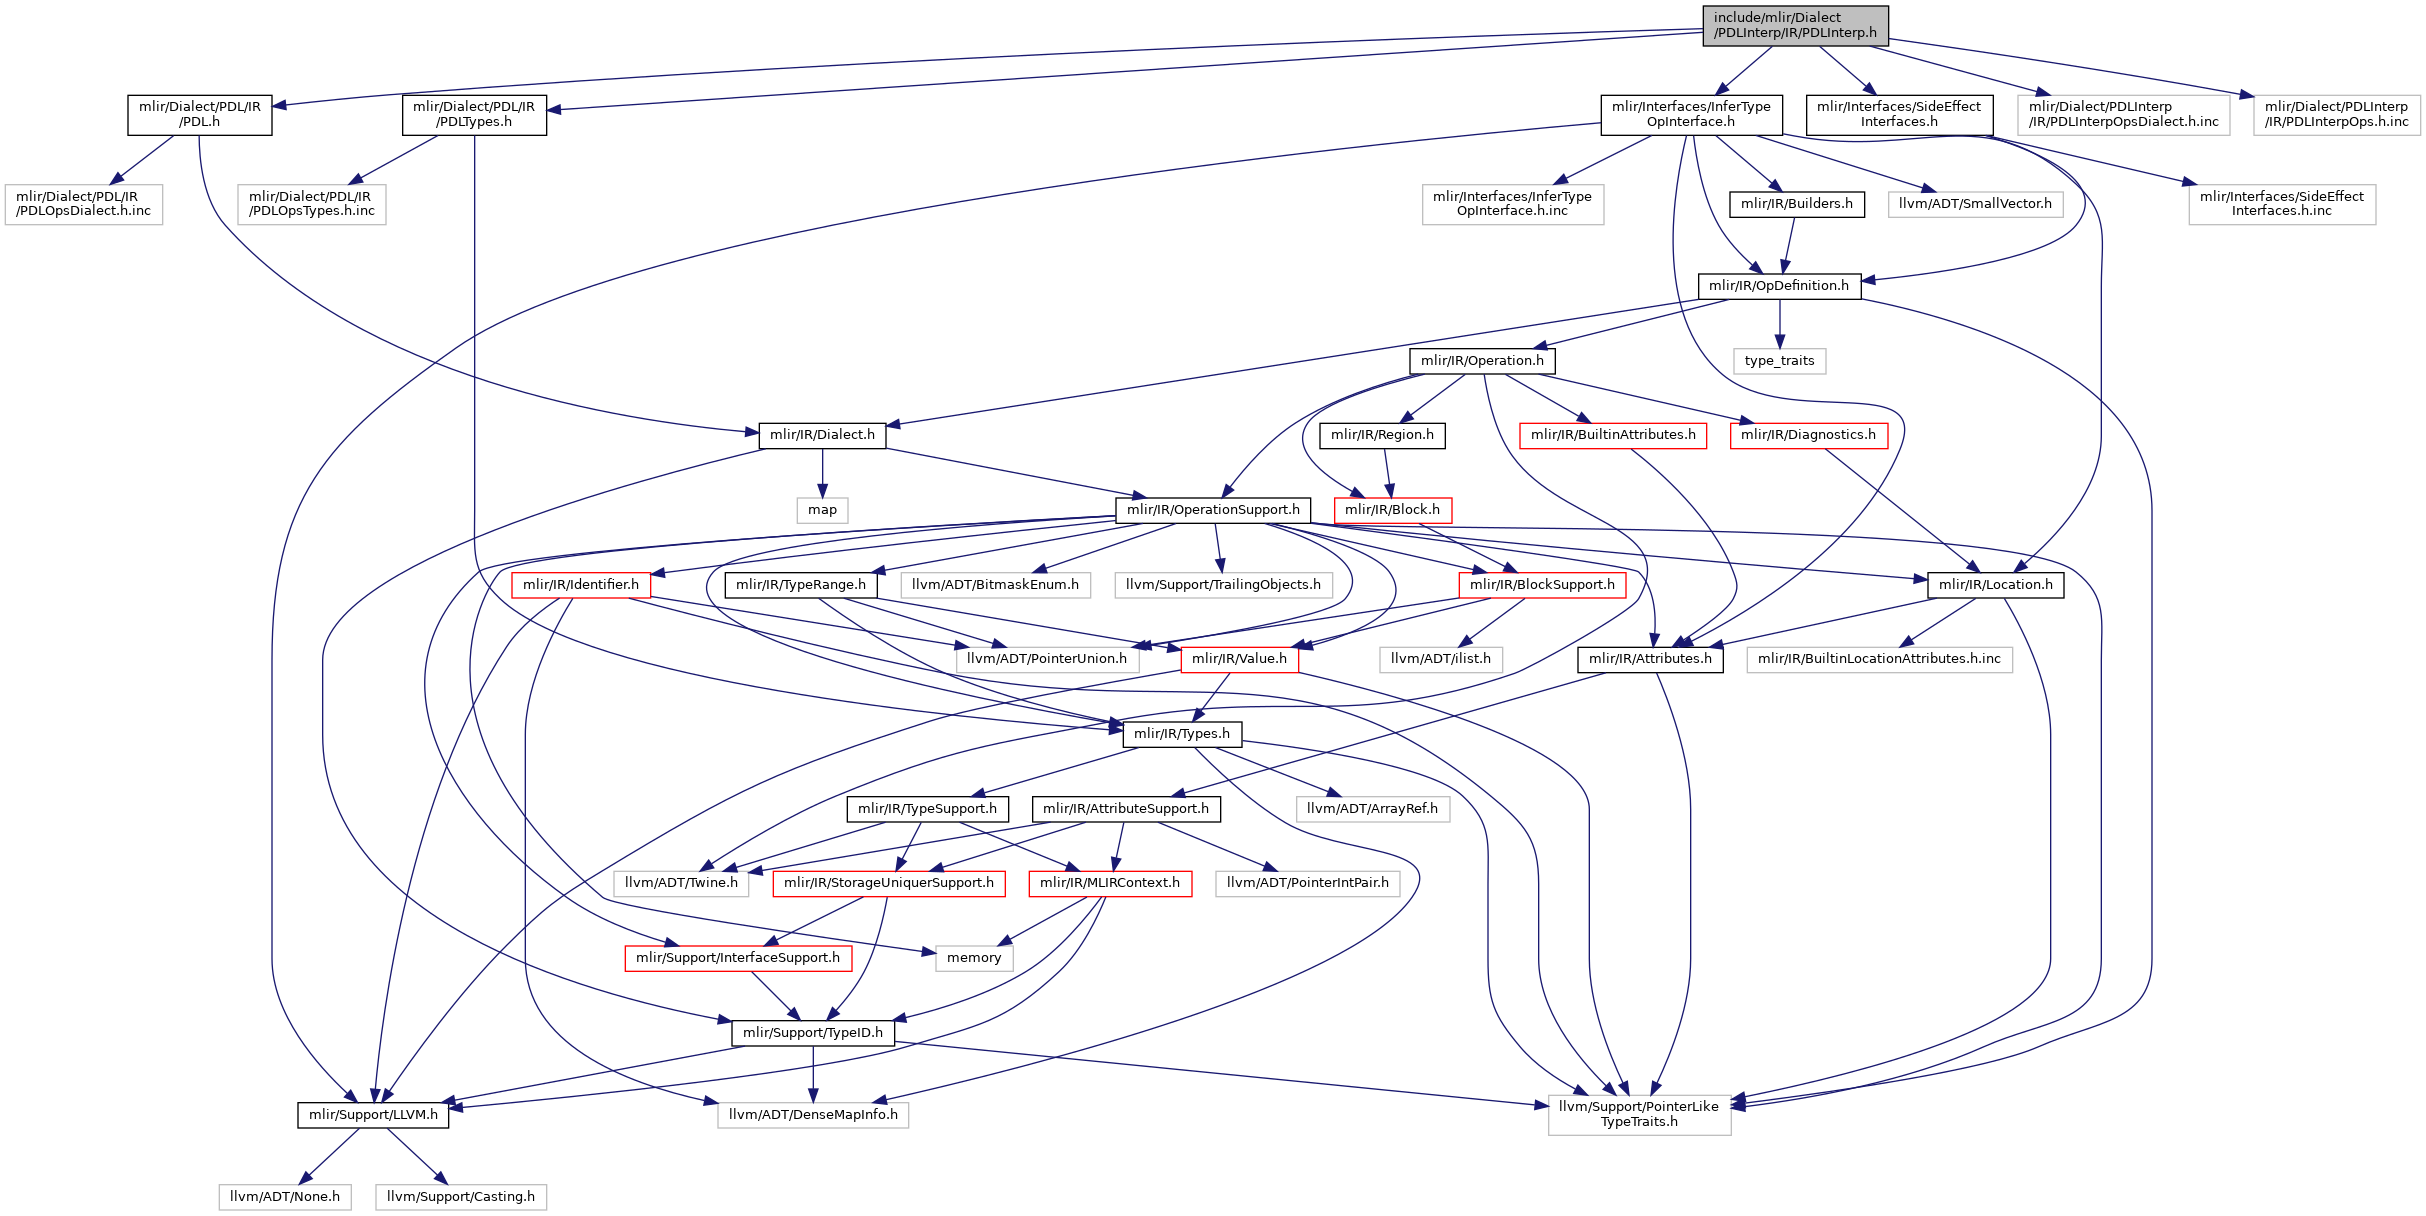 include/mlir/Dialect
/PDLInterp/IR/PDLInterp.h
mlir/Dialect/PDL/IR
/PDL.h
mlir/Dialect/PDL/IR
/PDLTypes.h
mlir/Interfaces/InferType
OpInterface.h
mlir/Interfaces/SideEffect
Interfaces.h
mlir/Dialect/PDLInterp
/IR/PDLInterpOpsDialect.h.inc
mlir/Dialect/PDLInterp
/IR/PDLInterpOps.h.inc
mlir/Dialect/PDL/IR
/PDLOpsDialect.h.inc
mlir/Dialect/PDL/IR
/PDLOpsTypes.h.inc
mlir/Interfaces/InferType
OpInterface.h.inc
mlir/IR/Builders.h
llvm/ADT/SmallVector.h
mlir/Interfaces/SideEffect
Interfaces.h.inc
mlir/IR/OpDefinition.h
mlir/IR/Operation.h
type_traits
mlir/IR/Dialect.h
mlir/IR/Region.h
mlir/IR/BuiltinAttributes.h
mlir/IR/Diagnostics.h
map
mlir/IR/OperationSupport.h
mlir/IR/Block.h
mlir/IR/Identifier.h
mlir/IR/TypeRange.h
llvm/ADT/BitmaskEnum.h
llvm/Support/TrailingObjects.h
mlir/IR/BlockSupport.h
mlir/IR/Location.h
llvm/ADT/PointerUnion.h
mlir/IR/Value.h
llvm/ADT/ilist.h
mlir/IR/Attributes.h
mlir/IR/BuiltinLocationAttributes.h.inc
mlir/IR/Types.h
mlir/IR/TypeSupport.h
mlir/IR/AttributeSupport.h
llvm/ADT/ArrayRef.h
llvm/ADT/Twine.h
mlir/IR/StorageUniquerSupport.h
mlir/IR/MLIRContext.h
llvm/ADT/PointerIntPair.h
mlir/Support/InterfaceSupport.h
memory
mlir/Support/TypeID.h
mlir/Support/LLVM.h
llvm/ADT/DenseMapInfo.h
llvm/Support/PointerLike
TypeTraits.h
llvm/ADT/None.h
llvm/Support/Casting.h